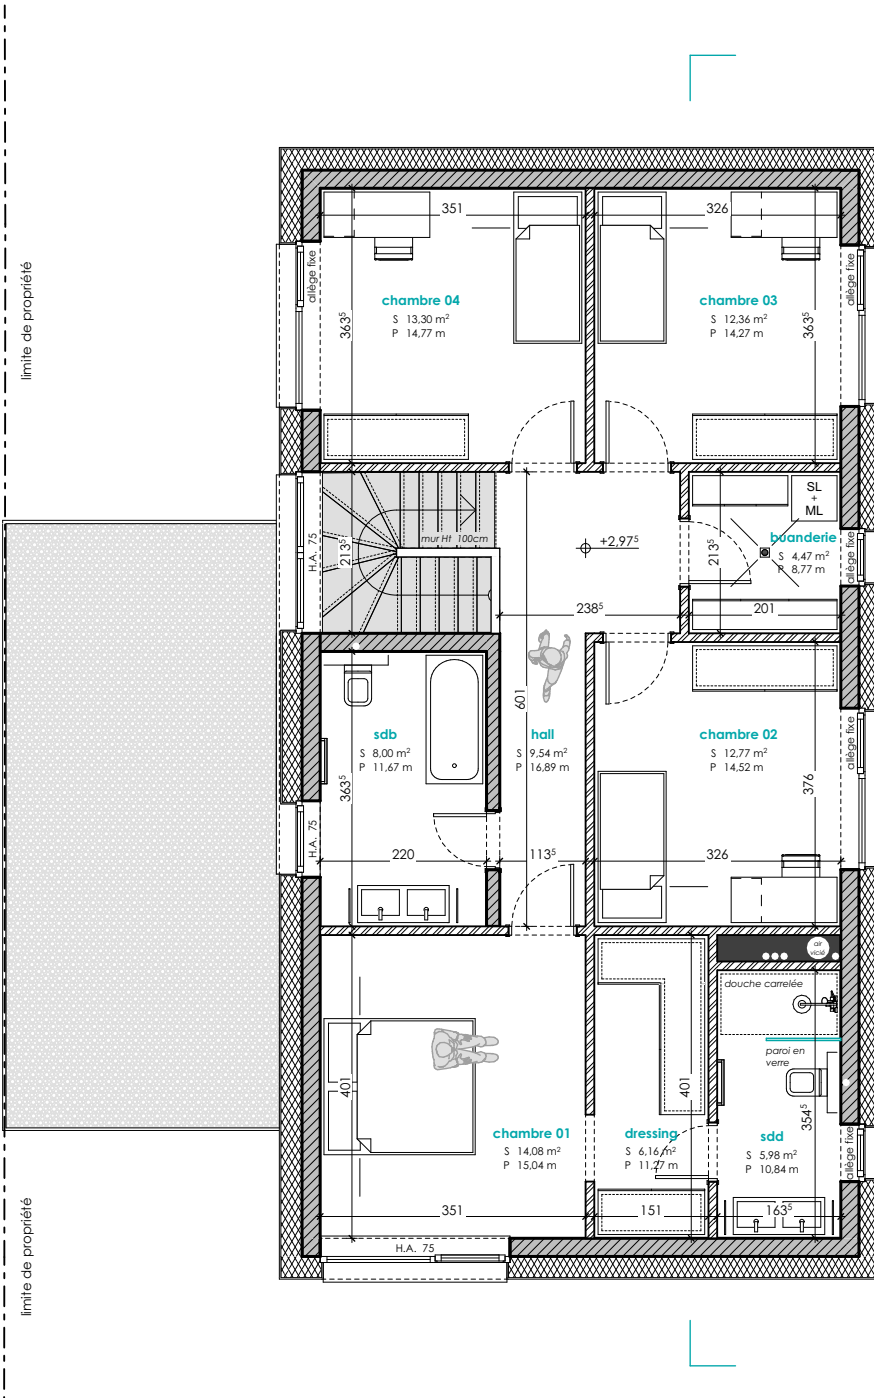 limite de propriété
351
326
allège fixe
allège fixe
chambre 04
S 13,30 m²
P 14,77 m
363⁵
chambre 03
S 12,36 m²
P 14,27 m
363⁵
SL
+
ML
mur Ht 100cm
H.A. 75
213⁵
+2,97⁵
213⁵
buanderie
S 4,47 m²
P 8,77 m
allège fixe
238⁵
201
601
sdb
S 8,00 m²
P 11,67 m
363⁵
hall
S 9,54 m²
P 16,89 m
chambre 02
S 12,77 m²
P 14,52 m
allège fixe
376
H.A. 75
220
113⁵
326
air
vicié
douche carrelée
paroi en
verre
401
401
354⁵
chambre 01
S 14,08 m²
P 15,04 m
dressing
S 6,16 m²
P 11,27 m
sdd
S 5,98 m²
P 10,84 m
allège fixe
351
151
163⁵
H.A. 75
limite de propriété